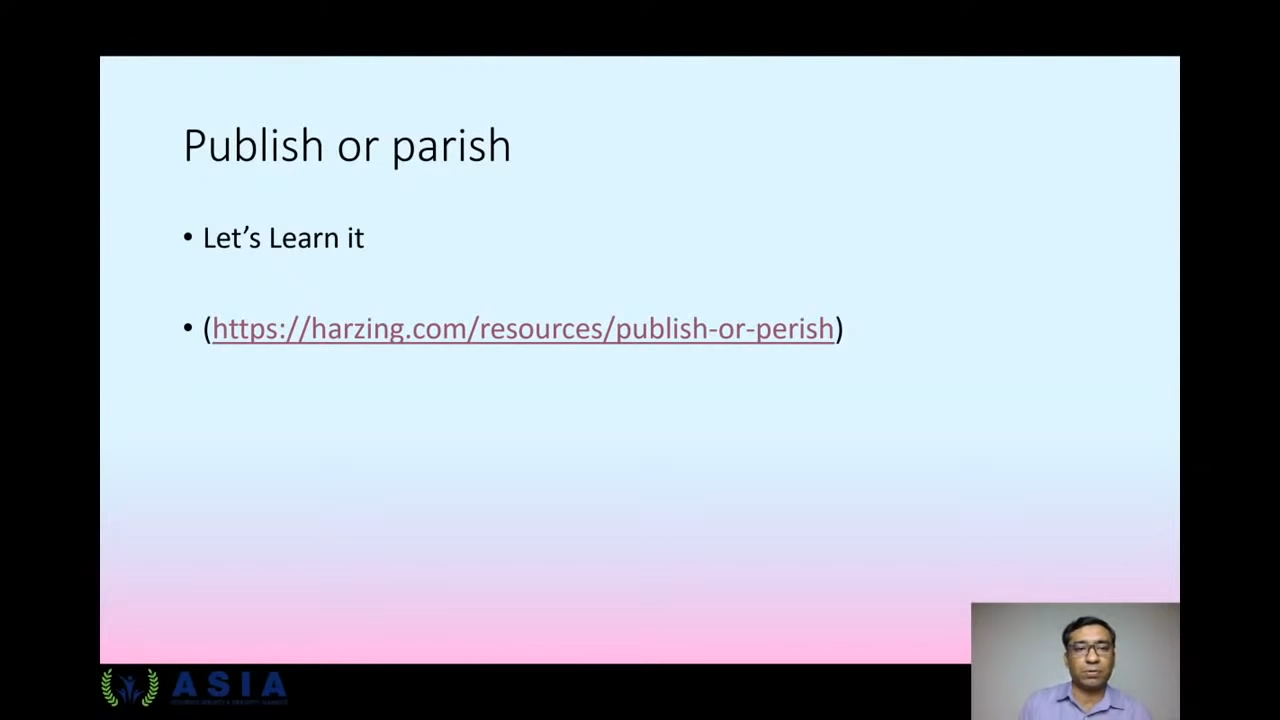 Publish or parish
• Let’s Learn it
• (https://harzing.com/resources/publish-or-perish)
ASIA